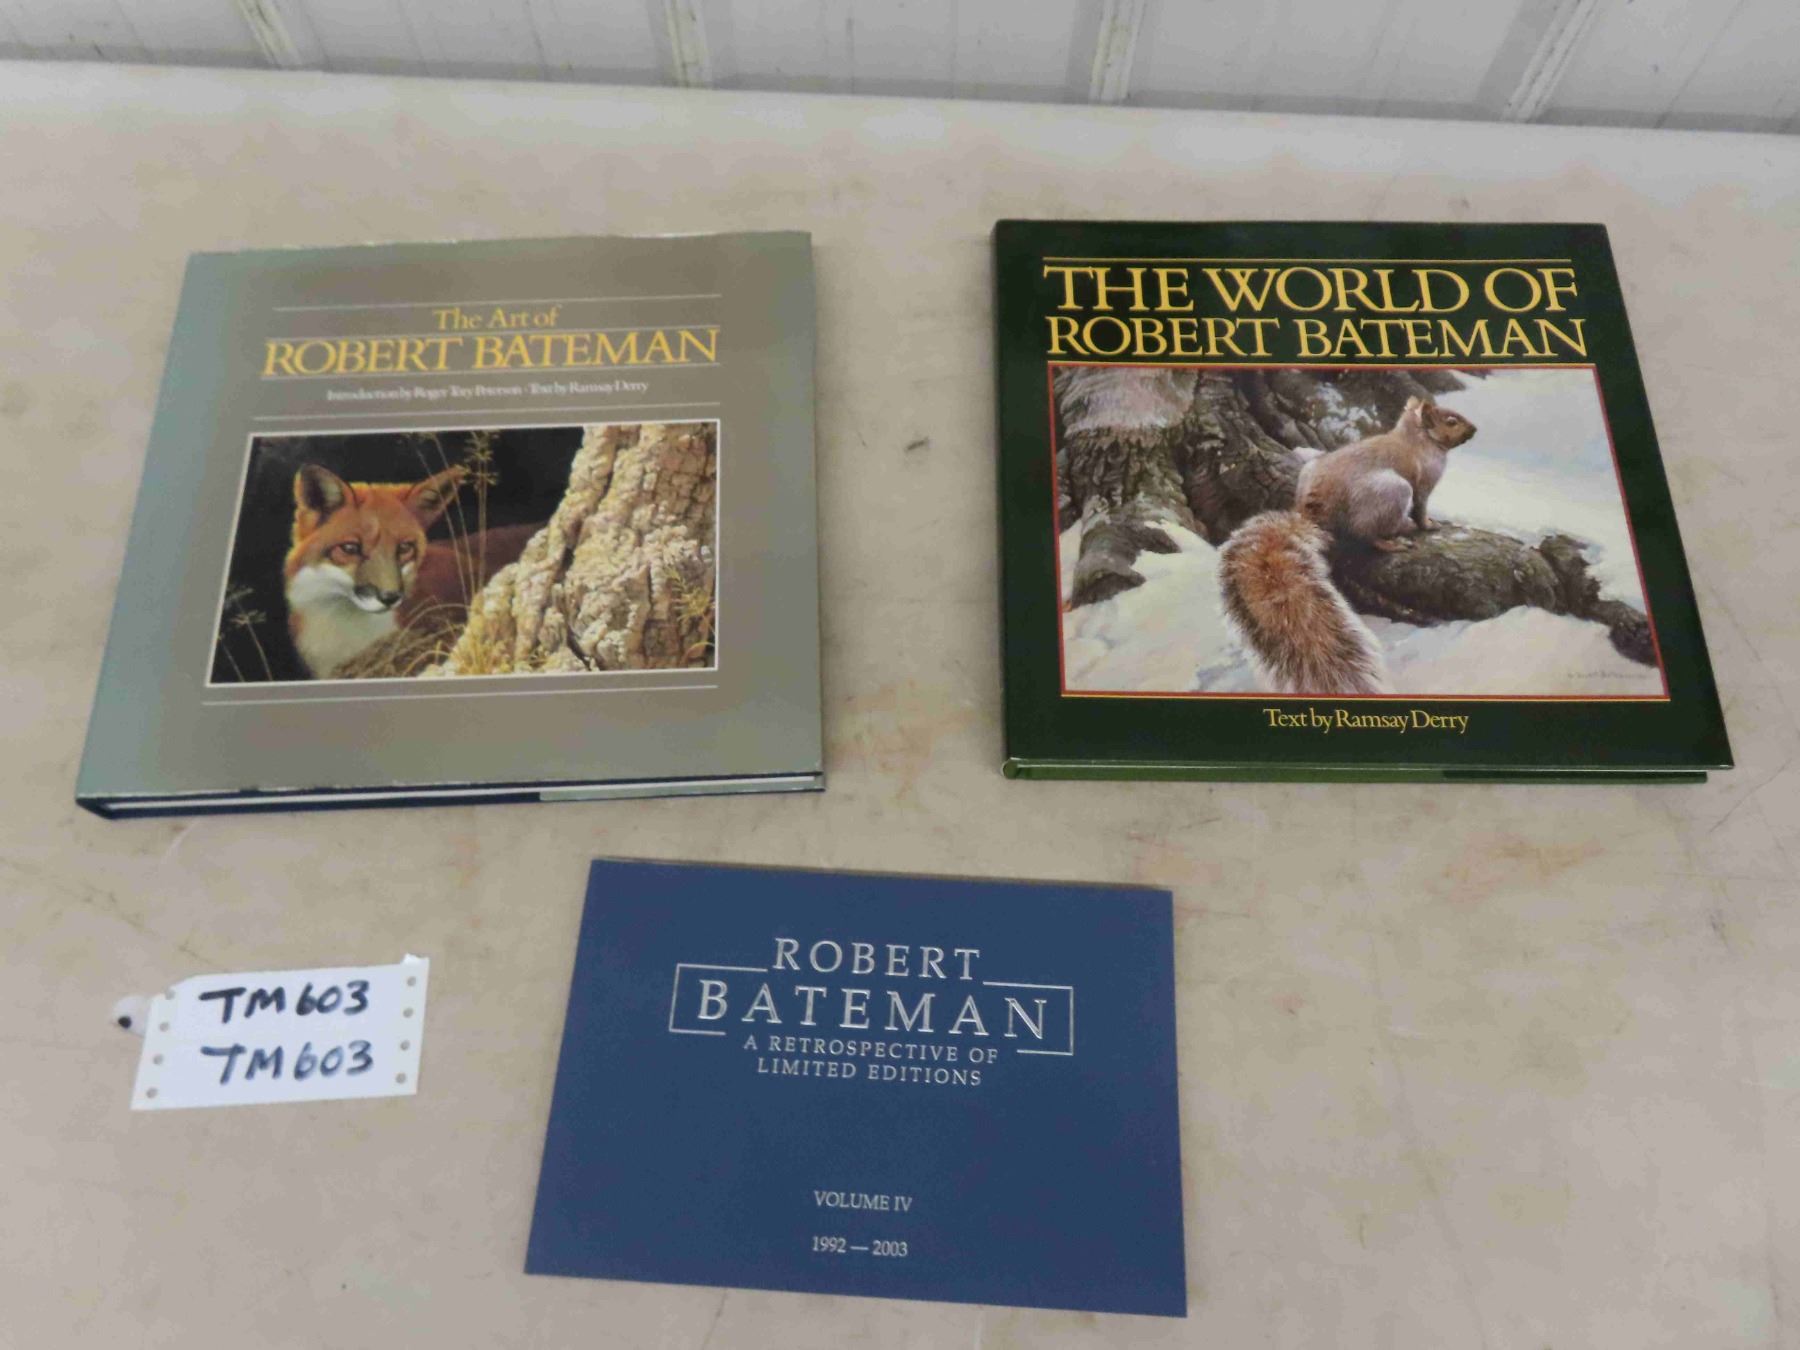 The Art of
ROBERT BATEMAN
Introduction by Roger Tory Peterson · Text by Ramsay Derry
THE WORLD OF
ROBERT BATEMAN
Text by Ramsay Derry
TM603
TM603
ROBERT
BATEMAN
A RETROSPECTIVE OF
LIMITED EDITIONS
VOLUME IV
1992 — 2003